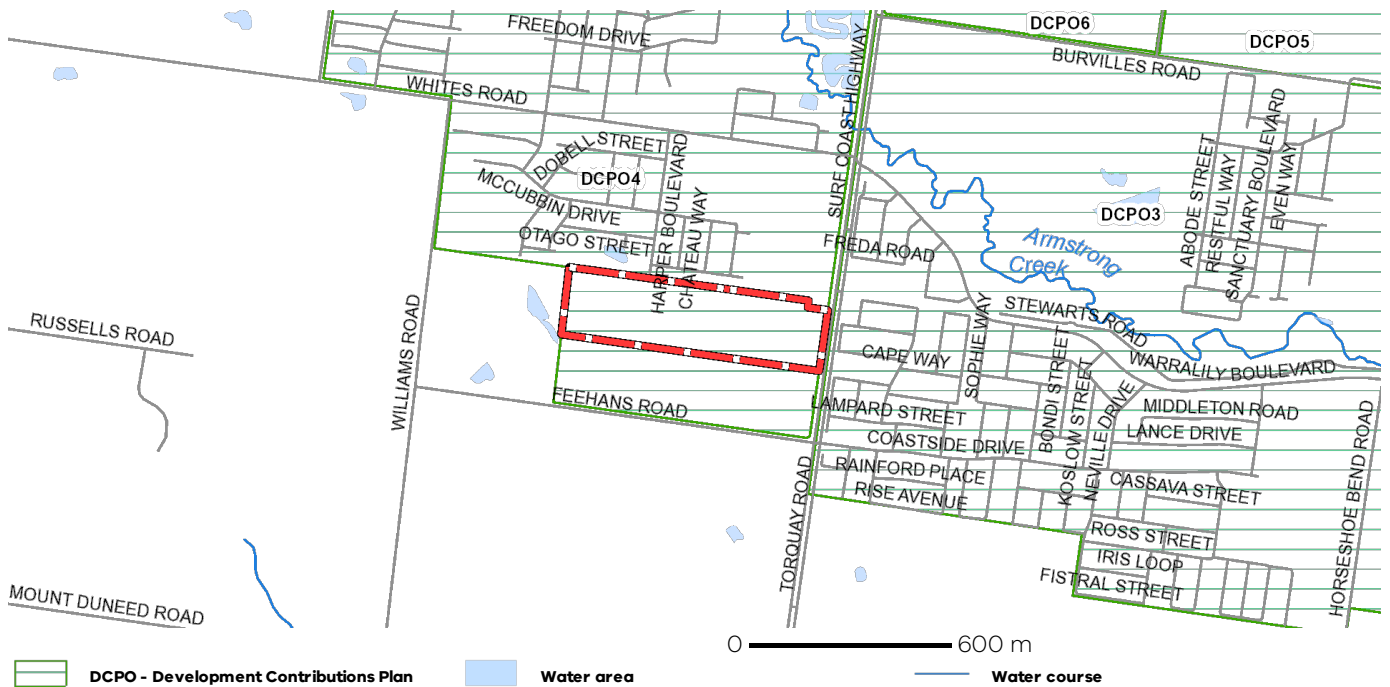 FREEDOM DRIVE
DCPO6
DCPO5
BURVILLES ROAD
WHITES ROAD
SURF COAST HIGHWAY
DOBELL STREET
DCPO4
MCCUBBIN DRIVE
HARPER BOULEVARD
CHATEAU WAY
OTAGO STREET
FREDA ROAD
DCPO3
ABODE STREET
RESTFUL WAY
SANCTUARY BOULEVARD
EVEN WAY
Armstrong
Creek
STEWARTS ROAD
WARRALILY BOULEVARD
RUSSELLS ROAD
WILLIAMS ROAD
CAPE WAY
SOPHIE WAY
BONDI STREET
KOSLOW STREET
NEVILLE DRIVE
MIDDLETON ROAD
LANCE DRIVE
FEEHANS ROAD
LAMPARD STREET
COASTSIDE DRIVE
RAINFORD PLACE
RISE AVENUE
CASSAVA STREET
HORSESHOE BEND ROAD
TORQUAY ROAD
ROSS STREET
IRIS LOOP
FISTRAL STREET
MOUNT DUNEED ROAD
0 600 m
DCPO - Development Contributions Plan
Water area
Water course